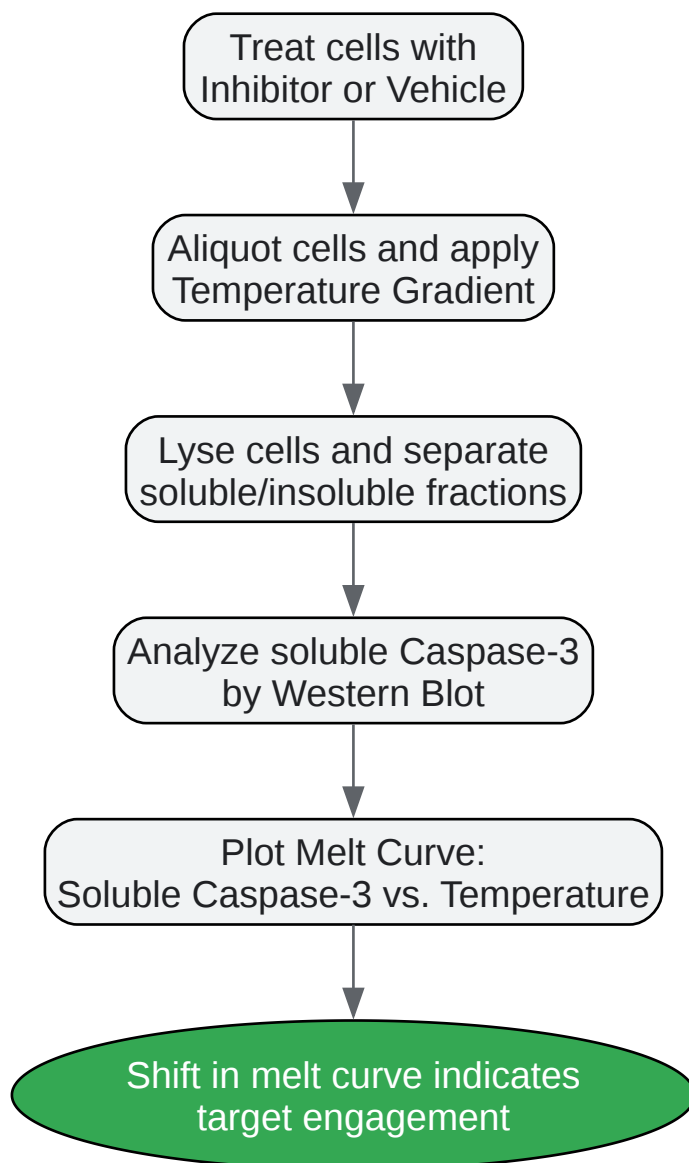 Treat cells with
Inhibitor or Vehicle
Aliquot cells and apply
Temperature Gradient
Lyse cells and separate
soluble/insoluble fractions
Analyze soluble Caspase-3
by Western Blot
Plot Melt Curve:
Soluble Caspase-3 vs. Temperature
Shift in melt curve indicates
target engagement